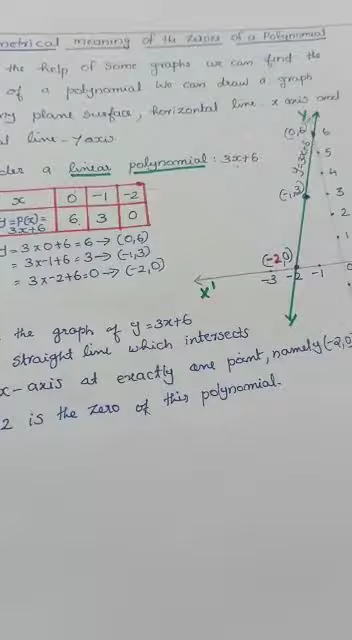 metrical meaning of the zeroes of a Polynomial
the help of some graphs we can find the
of a polynomial we can draw a graph
plane surface, horizontal line - x axis and
line - y axis
a linear polynomial : 3x+6
x 0 -1 -2
y=P(x)= 3x+6 6 3 0
y = 3x0+6 = 6 → (0,6)
= 3x-1+6 = 3 → (-1,3)
= 3x-2+6 = 0 → (-2,0)
Y
(0,6) 6
y=3x+6
5
4
(-1,3) 3
2
1
(-2,0)
X' -3 -2 -1 0
Y
the graph of y = 3x+6
straight line which intersects
x-axis at exactly one point, namely (-2,0
2 is the zero of this polynomial.